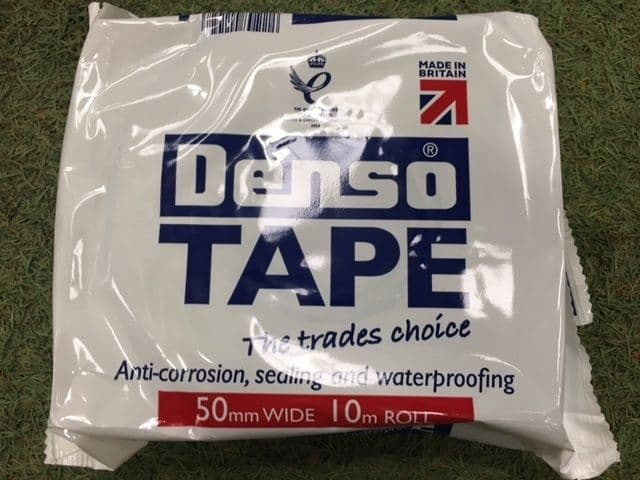 MADE IN
BRITAIN
Denso®
TAPE
The trades choice
Anti-corrosion, sealing and waterproofing
50mm WIDE 10m ROLL